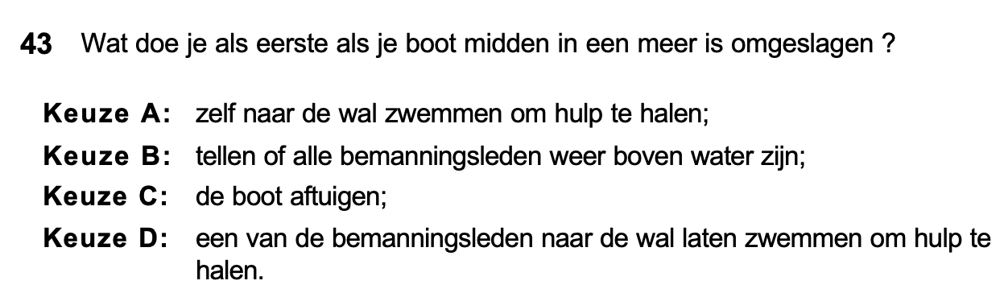 43 Wat doe je als eerste als je boot midden in een meer is omgeslagen ?
Keuze A: zelf naar de wal zwemmen om hulp te halen;
Keuze B: tellen of alle bemanningsleden weer boven water zijn;
Keuze C: de boot aftuigen;
Keuze D: een van de bemanningsleden naar de wal laten zwemmen om hulp te
halen.